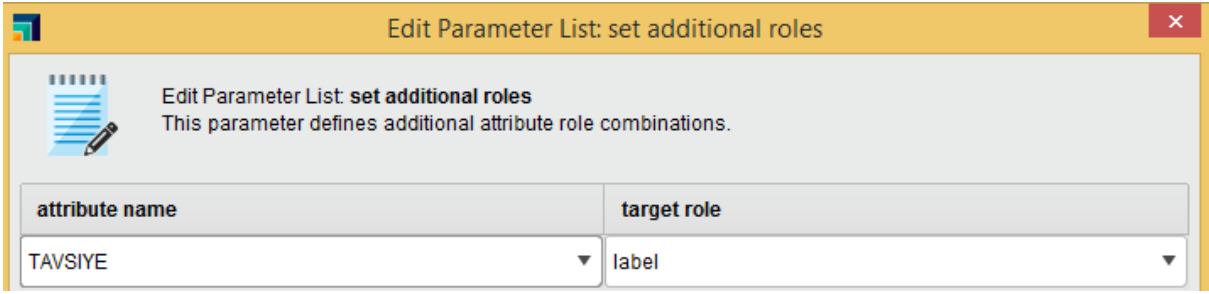 Edit Parameter List: set additional roles
Edit Parameter List: set additional roles
This parameter defines additional attribute role combinations.
attribute name target role
TAVSIYE label